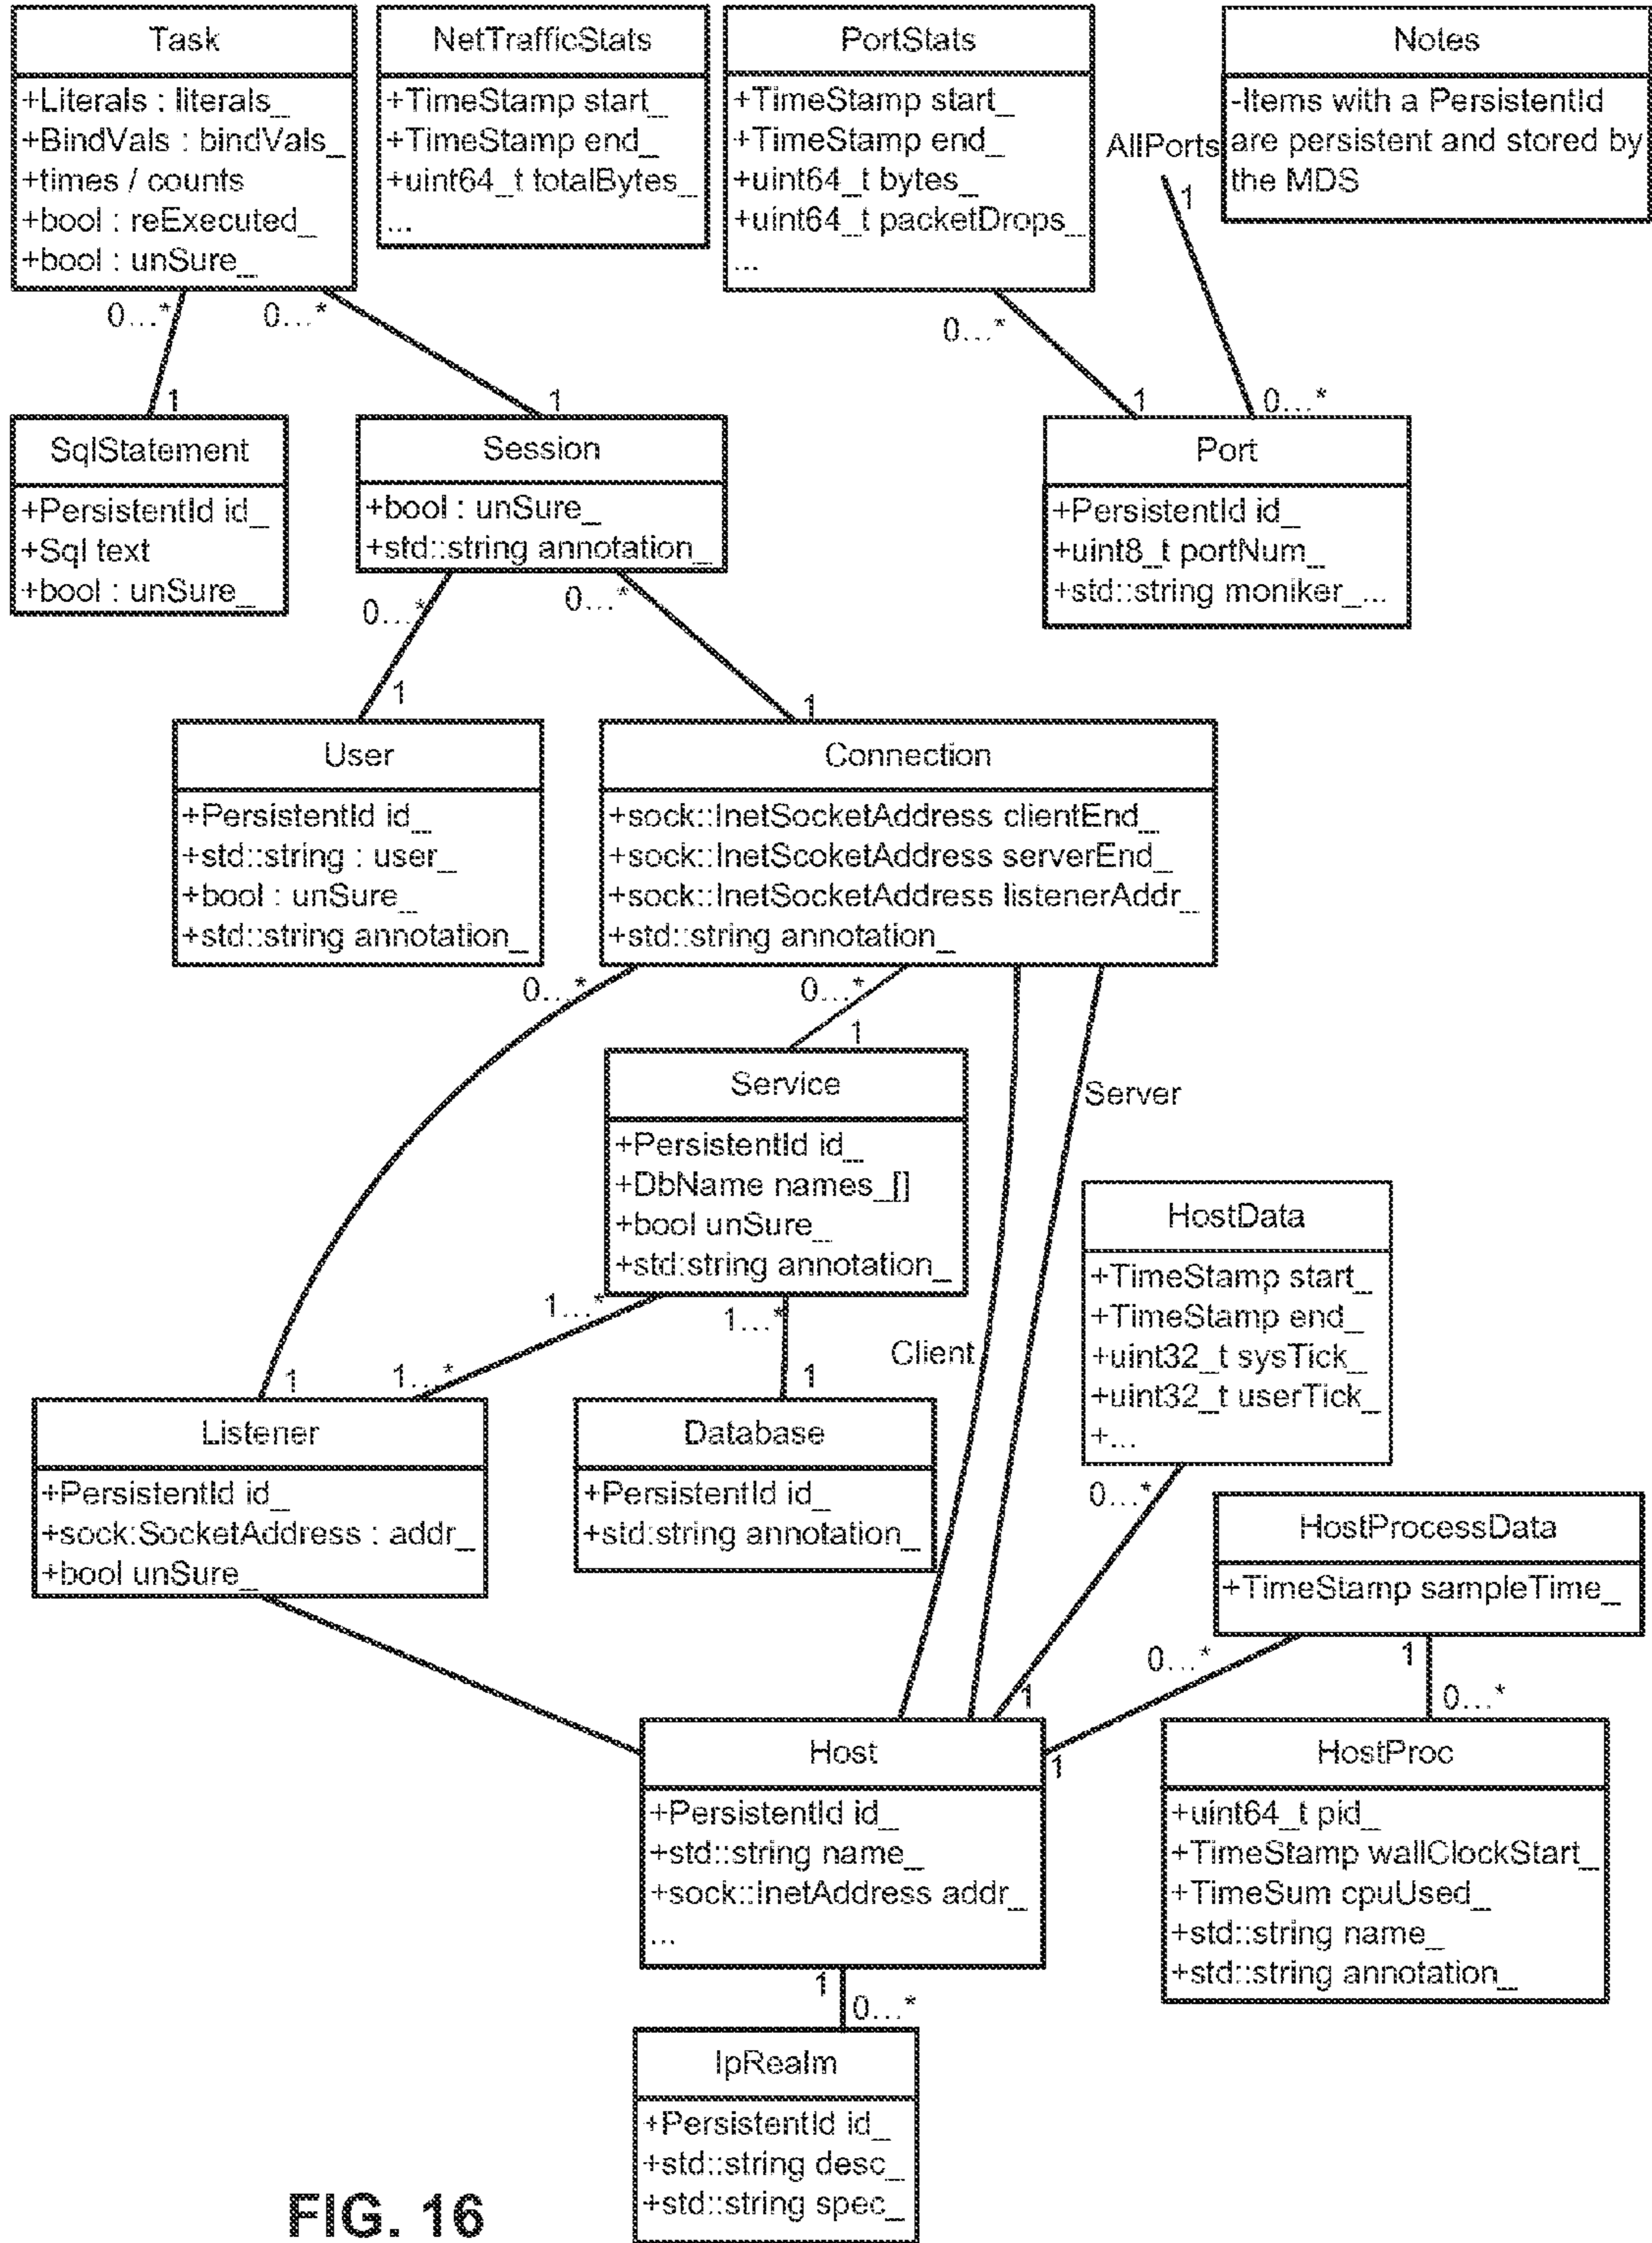 Task
+Literals : literals_
+BindVals : bindVals_
+times / counts
+bool : reExecuted_
+bool : unSure_
NetTrafficStats
+TimeStamp start_
+TimeStamp end_
+uint64_t totalBytes_
...
PortStats
+TimeStamp start_
+TimeStamp end_
+uint64_t bytes_
+uint64_t packetDrops_
...
AllPorts
1
Notes
-Items with a PersistentId
are persistent and stored by
the MDS
0...*
0...*
0...*
1
1
1
0...*
SqlStatement
+PersistentId id_
+Sql text
+bool : unSure_
Session
+bool : unSure_
+std::string annotation_
Port
+PersistentId id_
+uint8_t portNum_
+std::string moniker_...
0...*
0...*
1
1
User
+PersistentId id_
+std::string : user_
+bool : unSure_
+std::string annotation_
Connection
+sock::InetSocketAddress clientEnd_
+sock::InetScoketAddress serverEnd_
+sock::InetSocketAddress listenerAddr_
+std::string annotation_
0...*
0...*
1
Service
+PersistentId id_
+DbName names_[]
+bool unSure_
+std:string annotation_
Server
HostData
+TimeStamp start_
+TimeStamp end_
+uint32_t sysTick_
+uint32_t userTick_
+...
1...*
1...*
Client
1
1...*
1
Listener
+PersistentId id_
+sock:SocketAddress : addr_
+bool unSure_
Database
+PersistentId id_
+std:string annotation_
0...*
HostProcessData
+TimeStamp sampleTime_
0...*
1
0...*
1
1
Host
+PersistentId id_
+std::string name_
+sock::InetAddress addr_
...
HostProc
+uint64_t pid_
+TimeStamp wallClockStart_
+TimeSum cpuUsed_
+std::string name_
+std::string annotation_
1
0...*
IpRealm
+PersistentId id_
+std::string desc_
+std::string spec_
FIG. 16